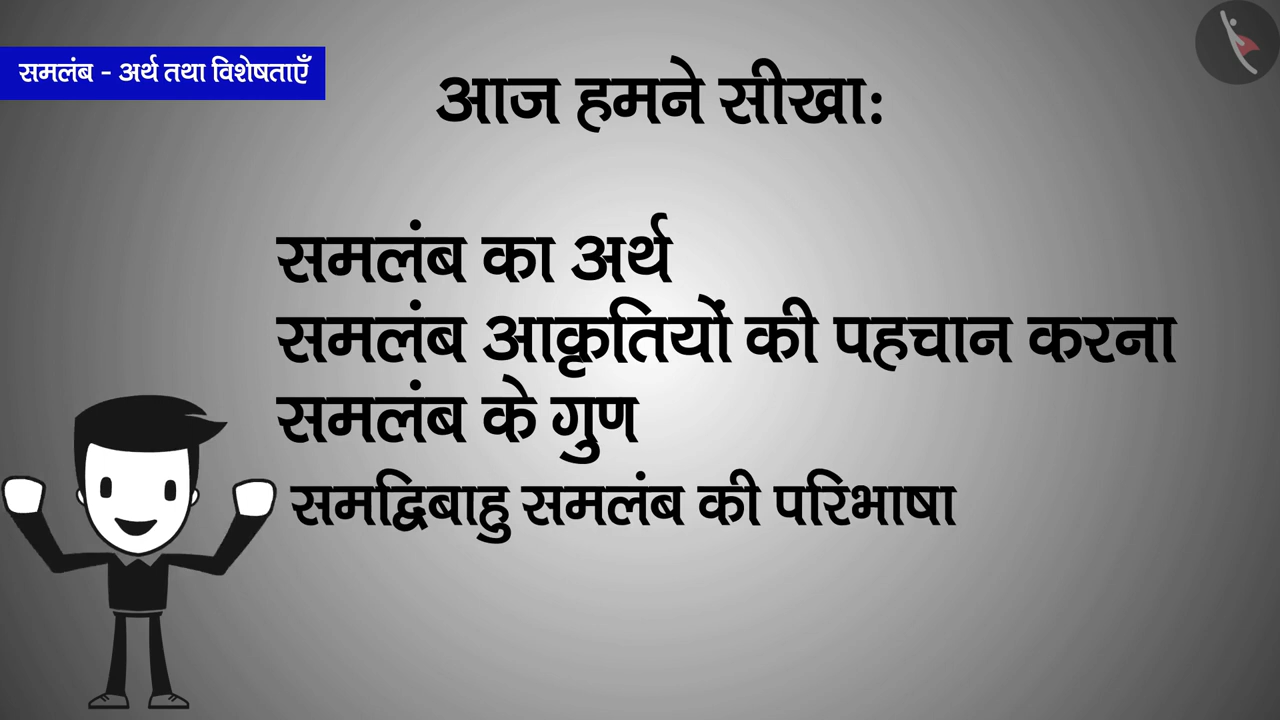 समलंब - अर्थ तथा विशेषताएँ
आज हमने सीखा:
समलंब का अर्थ
समलंब आकृतियों की पहचान करना
समलंब के गुण
समद्विबाहु समलंब की परिभाषा